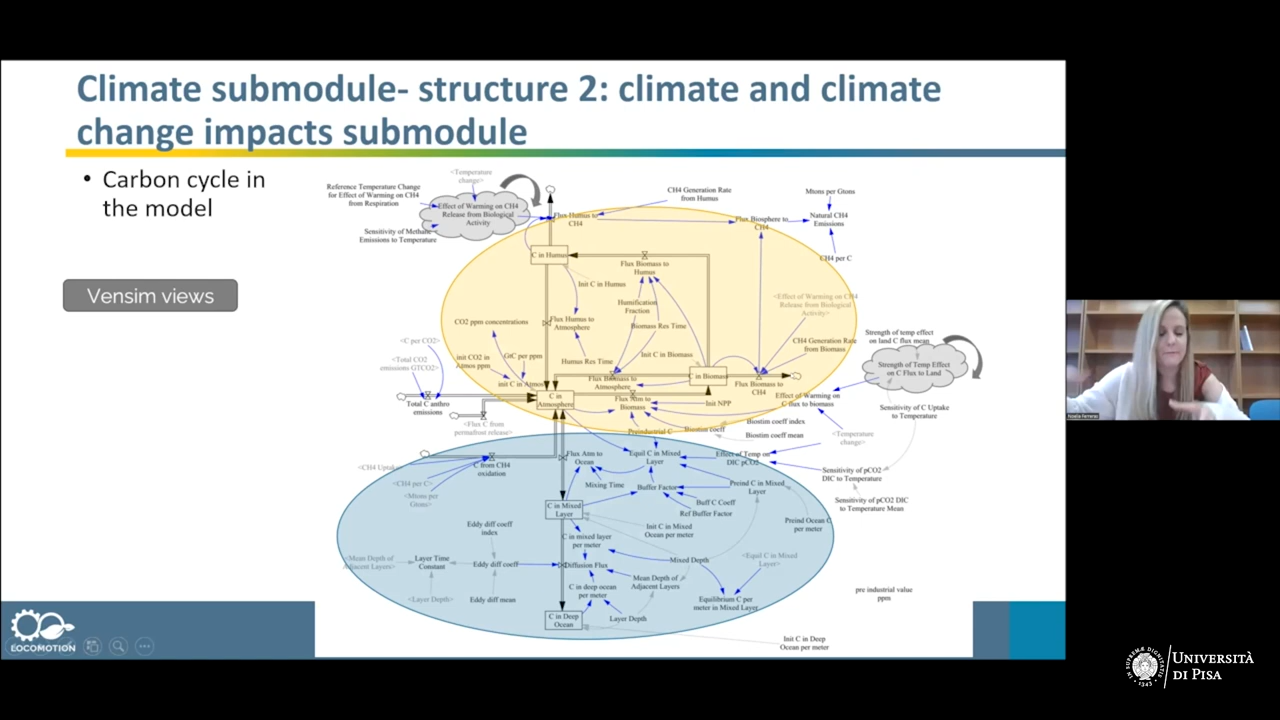 Climate submodule- structure 2: climate and climate
change impacts submodule
• Carbon cycle in
the model
Vensim views
<Temperature
change>
Reference Temperature Change
for Effect of Warming on CH4
from Respiration
Effect of Warming on CH4
Release from Biological
Activity
Sensitivity of Methane
Emissions to Temperature
Flux Humus to
CH4
CH4 Generation Rate
from Humus
Flux Biosphere to
CH4
Mtons per Gtons
Natural CH4
Emissions
CH4 per C
C in Humus
Flux Biomass to
Humus
Init C in Humus
Humification
Fraction
<Effect of Warming on CH4
Release from Biological
Activity>
CO2 ppm concentrations
Flux Humus to
Atmosphere
Biomass Res Time
Strength of temp effect
on land C flux mean
<C per CO2>
<Total CO2
emissions GTCO2>
init CO2 in
Atmos ppm
GtC per ppm
Humus Res Time
Init C in Biomass
CH4 Generation Rate
from Biomass
Strength of Temp Effect
on C Flux to Land
init C in Atmos
Flux Biomass to
Atmosphere
C in Biomass
Flux Biomass to
CH4
Total C anthro
emissions
C in
Atmosphere
Flux Atm to
Biomass
Init NPP
Effect of Warming on
C flux to biomass
Sensitivity of C Uptake
to Temperature
<Flux C from
permafrost release>
Preindustrial C
Biostim coeff
Biostim coeff index
Biostim coeff mean
<Temperature
change>
<CH4 Uptake
C from CH4
oxidation
Flux Atm to
Ocean
Equil C in Mixed
Layer
Effect of Temp on
DIC pCO2
<CH4 per C>
<Mtons per
Gtons>
Mixing Time
Buffer Factor
Preind C in Mixed
Layer
Sensitivity of pCO2
DIC to Temperature
C in Mixed
Layer
Buff C Coeff
Ref Buffer Factor
Sensitivity of pCO2 DIC
to Temperature Mean
Eddy diff coeff
index
C in mixed layer
per meter
Init C in Mixed
Ocean per meter
Preind Ocean C
per meter
<Mean Depth of
Adjacent Layers>
Layer Time
Constant
Eddy diff coeff
Diffusion Flux
Mixed Depth
<Equil C in Mixed
Layer>
C in deep ocean
per meter
Mean Depth of
Adjacent Layers
<Layer Depth>
Eddy diff mean
Equilibrium C per
meter in Mixed Layer
pre industrial value
ppm
C in Deep
Ocean
Layer Depth
Init C in Deep
Ocean per meter
LOCOMOTION
IN SUPREMÆ DIGNITATIS
1343
UNIVERSITÀ
DI PISA